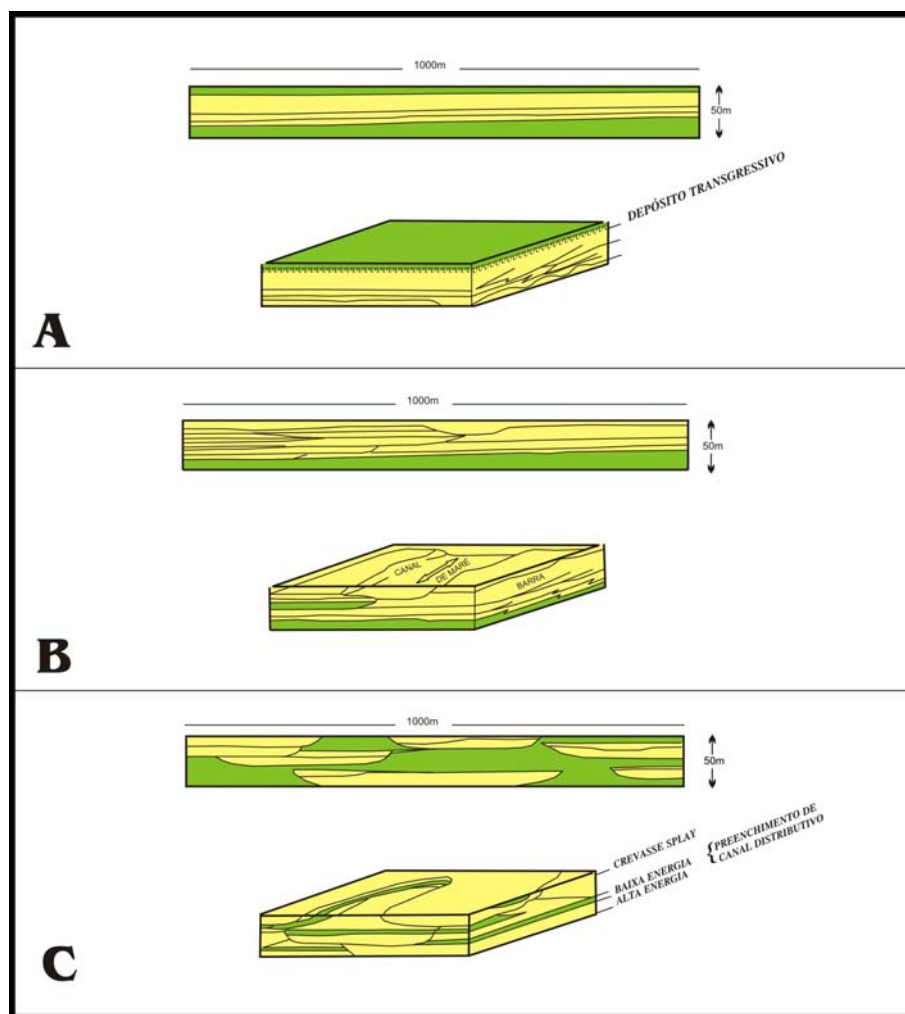 1000m
50m
DEPÓSITO TRANSGRESSIVO
A
1000m
50m
CANAL
DE MARÉ
BARRA
B
1000m
50m
CREVASSE SPLAY
BAIXA ENERGIA
ALTA ENERGIA
{ PREENCHIMENTO DE
CANAL DISTRIBUTIVO
C